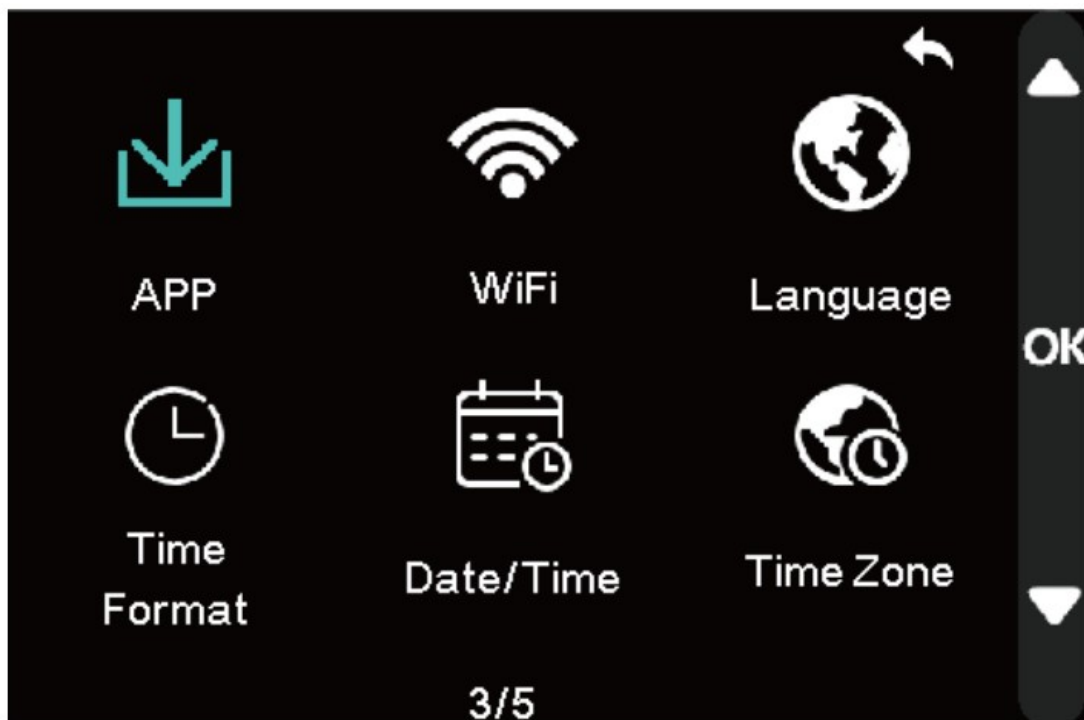 APP
WiFi
Language
OK
Time
Format
Date/Time
Time Zone
3/5